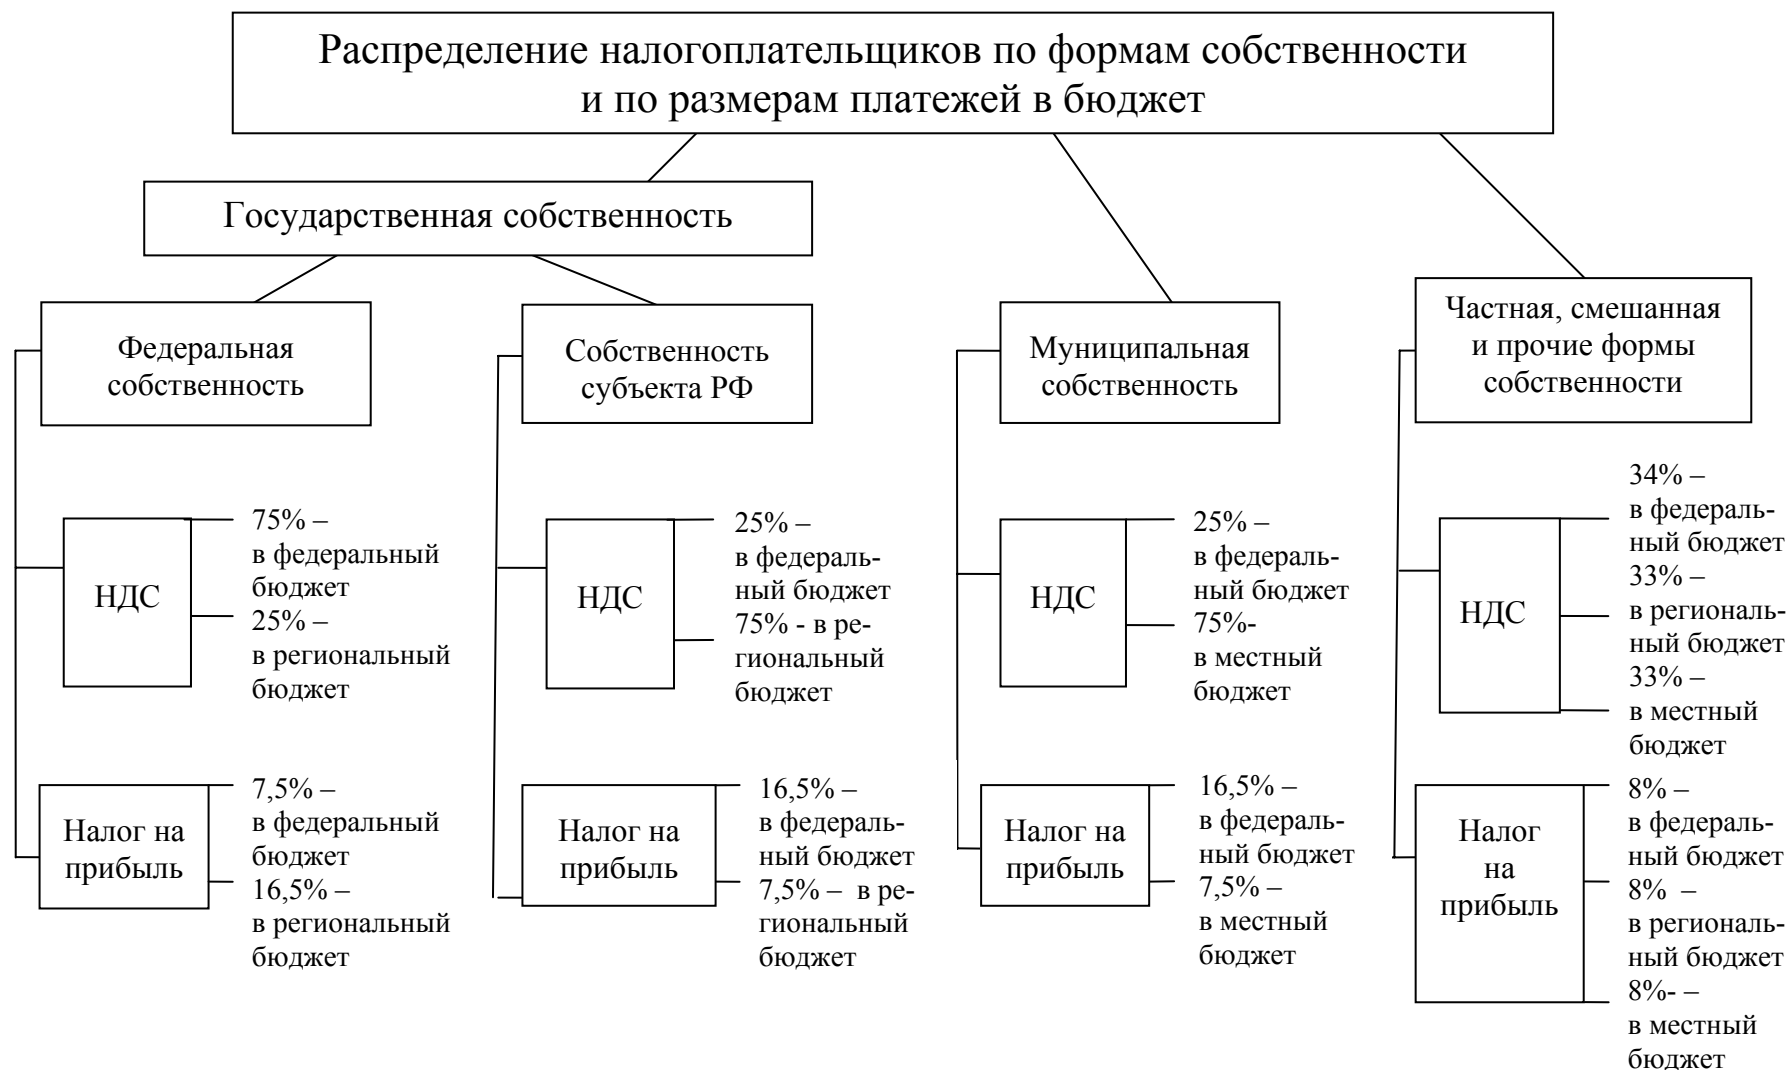 Распределение налогоплательщиков по формам собственности
и по размерам платежей в бюджет
Государственная собственность
Федеральная
собственность
Собственность
субъекта РФ
Муниципальная
собственность
Частная, смешанная
и прочие формы
собственности
НДС
75% –
в федеральный
бюджет
25% –
в региональный
бюджет
НДС
25% –
в федераль-
ный бюджет
75% - в ре-
гиональный
бюджет
НДС
25% –
в федераль-
ный бюджет
75%-
в местный
бюджет
НДС
34% –
в федераль-
ный бюджет
33% –
в региональ-
ный бюджет
33% –
в местный
бюджет
Налог на
прибыль
7,5% –
в федеральный
бюджет
16,5% –
в региональный
бюджет
Налог на
прибыль
16,5% –
в федераль-
ный бюджет
7,5% – в ре-
гиональный
бюджет
Налог на
прибыль
16,5% –
в федераль-
ный бюджет
7,5% –
в местный
бюджет
Налог
на
прибыль
8% –
в федераль-
ный бюджет
8% –
в региональ-
ный бюджет
8%- –
в местный
бюджет